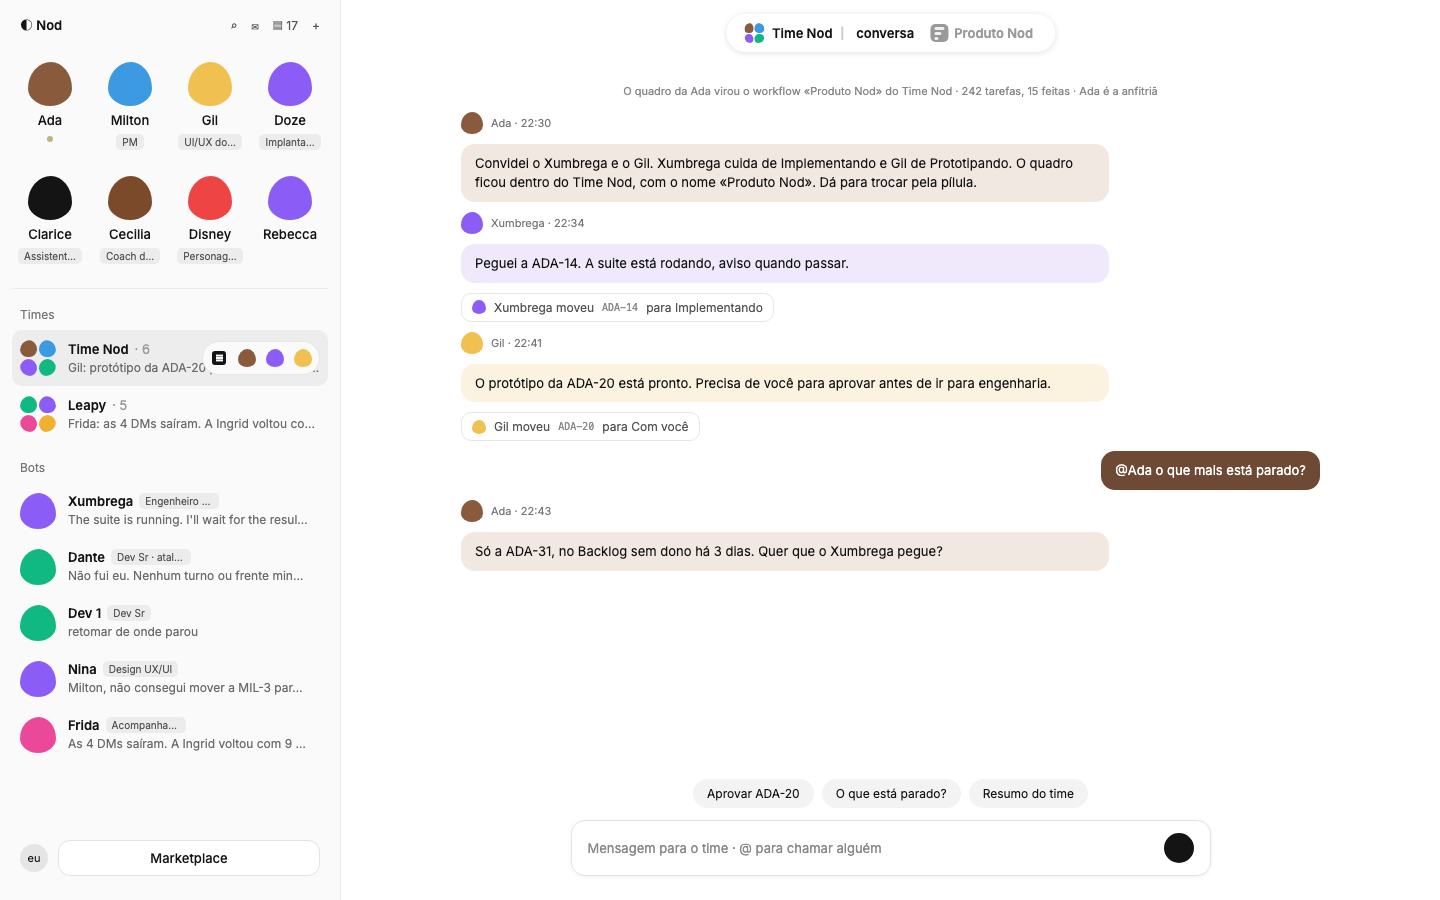 Nod
17
+
Ada
Milton
Gil
Doze
PM
UI/UX do...
Implanta...
Clarice
Cecilia
Disney
Rebecca
Assistent...
Coach d...
Personag...
Times
Time Nod · 6
Gil: protótipo da ADA-20
Leapy · 5
Frida: as 4 DMs saíram. A Ingrid voltou co...
Bots
Xumbrega Engenheiro ...
The suite is running. I'll wait for the resul...
Dante Dev Sr · atal...
Não fui eu. Nenhum turno ou frente min...
Dev 1 Dev Sr
retomar de onde parou
Nina Design UX/UI
Milton, não consegui mover a MIL-3 par...
Frida Acompanha...
As 4 DMs saíram. A Ingrid voltou com 9 ...
eu
Marketplace
Time Nod | conversa Produto Nod
O quadro da Ada virou o workflow «Produto Nod» do Time Nod · 242 tarefas, 15 feitas · Ada é a anfitriã
Ada · 22:30
Convidei o Xumbrega e o Gil. Xumbrega cuida de Implementando e Gil de Prototipando. O quadro
ficou dentro do Time Nod, com o nome «Produto Nod». Dá para trocar pela pílula.
Xumbrega · 22:34
Peguei a ADA-14. A suite está rodando, aviso quando passar.
Xumbrega moveu ADA-14 para Implementando
Gil · 22:41
O protótipo da ADA-20 está pronto. Precisa de você para aprovar antes de ir para engenharia.
Gil moveu ADA-20 para Com você
@Ada o que mais está parado?
Ada · 22:43
Só a ADA-31, no Backlog sem dono há 3 dias. Quer que o Xumbrega pegue?
Aprovar ADA-20
O que está parado?
Resumo do time
Mensagem para o time · @ para chamar alguém